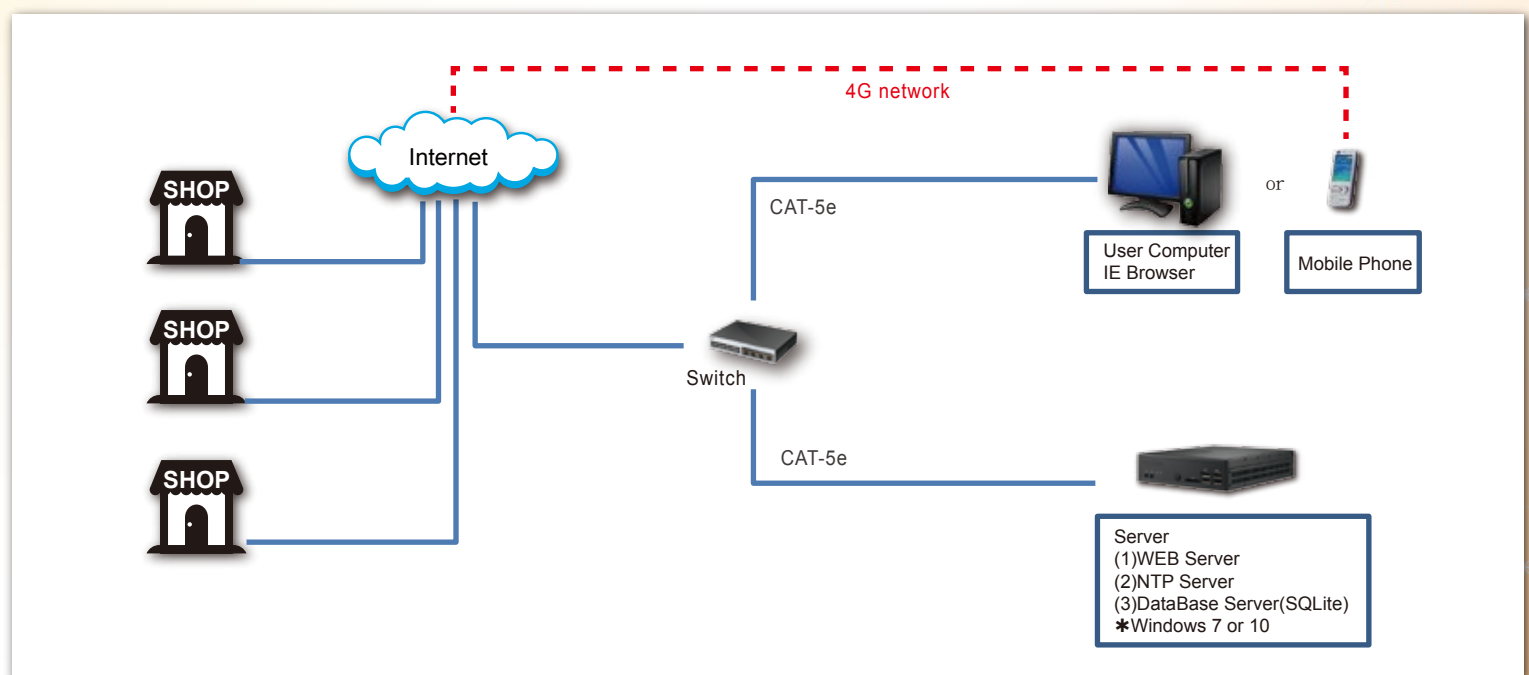 4G network
Internet
SHOP
CAT-5e
or
User Computer
IE Browser
Mobile Phone
SHOP
Switch
CAT-5e
SHOP
Server
(1)WEB Server
(2)NTP Server
(3)DataBase Server(SQLite)
✱Windows 7 or 10